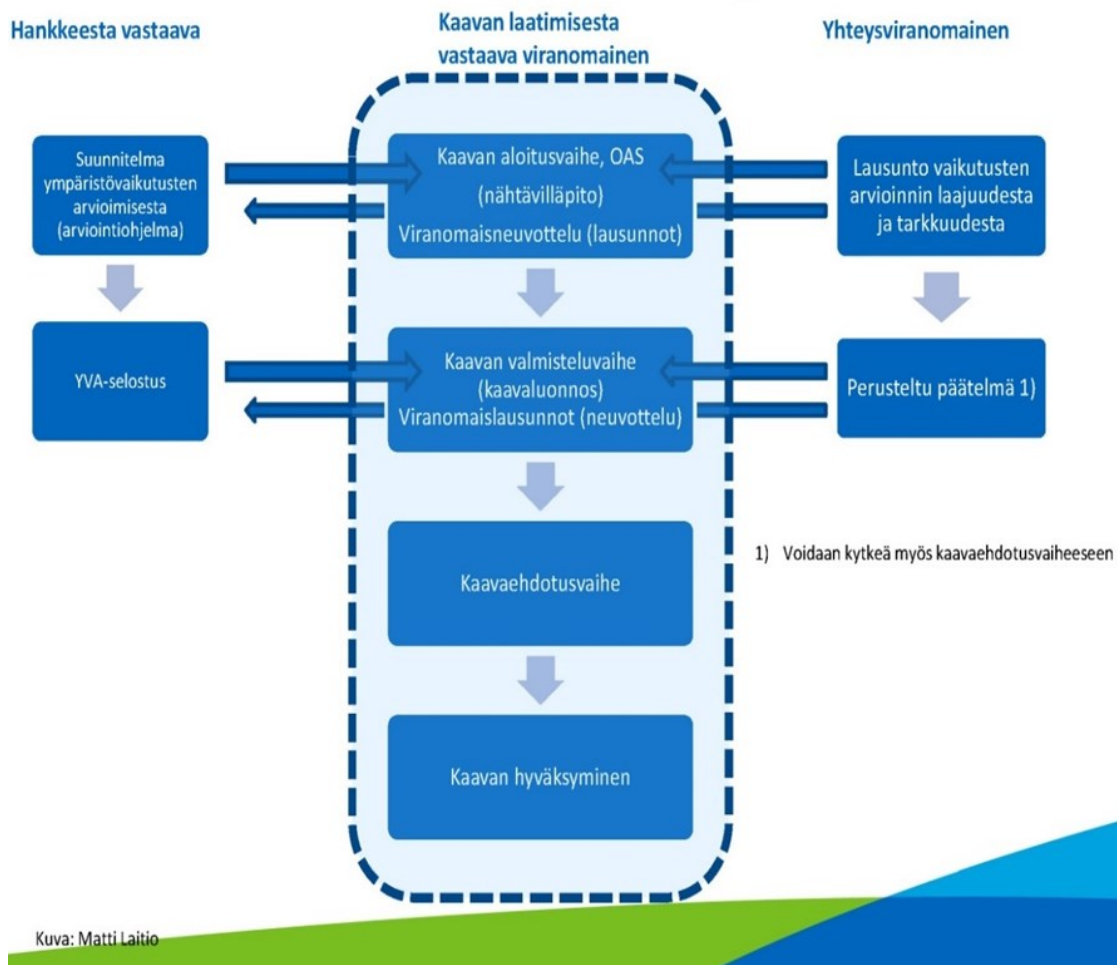 Hankkeesta vastaava
Kaavan laatimisesta
vastaava viranomainen
Yhteysviranomainen
Suunnitelma
ympäristövaikutusten
arvioimisesta
(arviointiohjelma)
Kaavan aloitusvaihe, OAS
(nähtävilläpito)
Viranomaisneuvottelu (lausunnot)
Lausunto vaikutusten
arvioinnin laajuudesta
ja tarkkuudesta
YVA-selostus
Kaavan valmisteluvaihe
(kaavaluonnos)
Viranomaislausunnot (neuvottelu)
Perusteltu päätelmä 1)
Kaavaehdotusvaihe
1) Voidaan kytkeä myös kaavaehdotusvaiheeseen
Kaavan hyväksyminen
Kuva: Matti Laitio